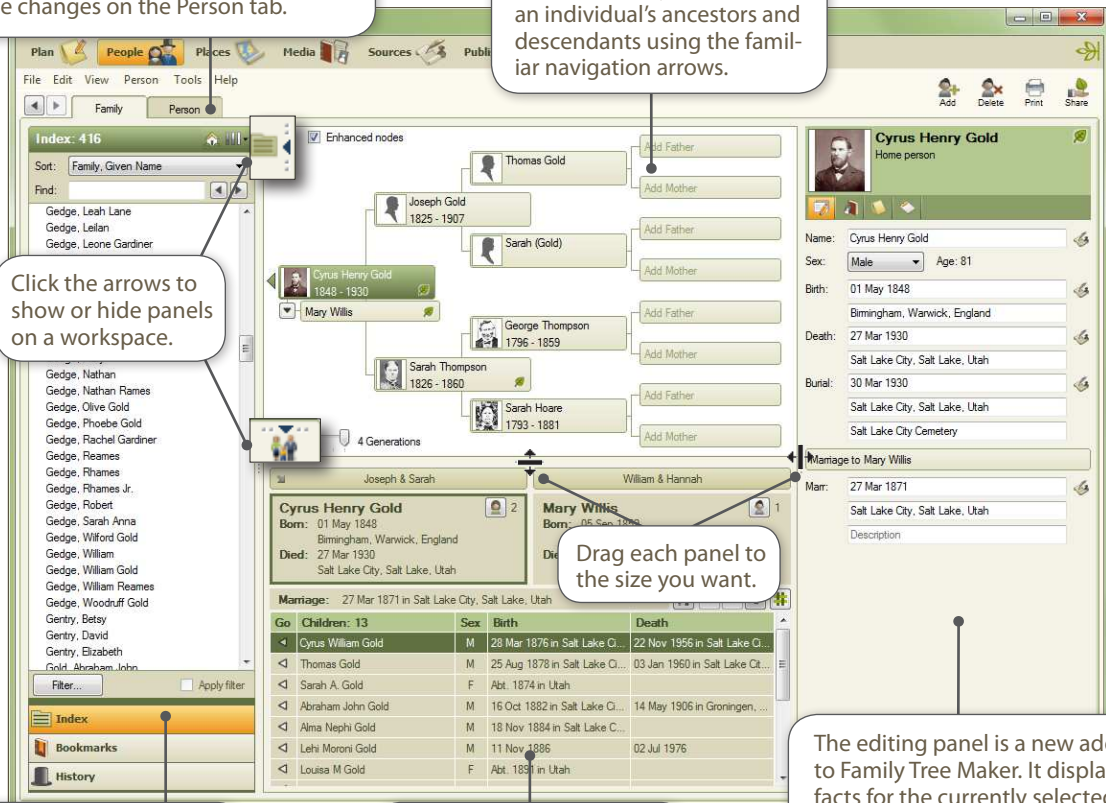 e changes on the Person tab.
an individual's ancestors and
descendants using the famil-
iar navigation arrows.
Plan People Places Media Sources Publi
File Edit View Person Tools Help
Add Delete Print Share
Family Person
Index: 416
Sort: Family, Given Name
Find:
Gedge, Leah Lane
Gedge, Leilan
Gedge, Leone Gardiner
Click the arrows to
show or hide panels
on a workspace.
Gedge, Nathan
Gedge, Nathan Rames
Gedge, Olive Gold
Gedge, Phoebe Gold
Gedge, Rachel Gardiner
Gedge, Reames
Gedge, Rhames
Gedge, Rhames Jr.
Gedge, Robert
Gedge, Sarah Anna
Gedge, Wilford Gold
Gedge, William
Gedge, William Gold
Gedge, William Reames
Gedge, Woodruff Gold
Gentry, Betsy
Gentry, David
Gentry, Elizabeth
Gold, Abraham John
Filter... Apply filter
Index
Bookmarks
History
Enhanced nodes
Thomas Gold
Add Father
Add Mother
Joseph Gold
1825 - 1907
Sarah (Gold)
Add Father
Add Mother
Cyrus Henry Gold
1848 - 1930
Mary Willis
George Thompson
1796 - 1859
Add Father
Add Mother
Sarah Thompson
1826 - 1860
Sarah Hoare
1793 - 1881
Add Father
Add Mother
4 Generations
Joseph & Sarah William & Hannah
Cyrus Henry Gold 2
Born: 01 May 1848
Birmingham, Warwick, England
Died: 27 Mar 1930
Salt Lake City, Salt Lake, Utah
Mary Willis 1
Born: 05 Sep
Drag each panel to
the size you want.
Marriage: 27 Mar 1871 in Salt Lake City, Salt Lake, Utah
Go Children: 13 Sex Birth Death
Cyrus William Gold M 28 Mar 1876 in Salt Lake Ci... 22 Nov 1956 in Salt Lake Ci...
Thomas Gold M 25 Aug 1878 in Salt Lake Ci... 03 Jan 1960 in Salt Lake Cit...
Sarah A. Gold F Abt. 1874 in Utah
Abraham John Gold M 16 Oct 1882 in Salt Lake Ci... 14 May 1906 in Groningen, ...
Alma Nephi Gold M 18 Nov 1884 in Salt Lake C...
Lehi Moroni Gold M 11 Nov 1886 02 Jul 1976
Louisa M Gold F Abt. 1891 in Utah
Cyrus Henry Gold
Home person
Name: Cyrus Henry Gold
Sex: Male Age: 81
Birth: 01 May 1848
Birmingham, Warwick, England
Death: 27 Mar 1930
Salt Lake City, Salt Lake, Utah
Burial: 30 Mar 1930
Salt Lake City, Salt Lake, Utah
Salt Lake City Cemetery
Marriage to Mary Willis
Marr: 27 Mar 1871
Salt Lake City, Salt Lake, Utah
Description
The editing panel is a new add
to Family Tree Maker. It displa
facts for the currently selected